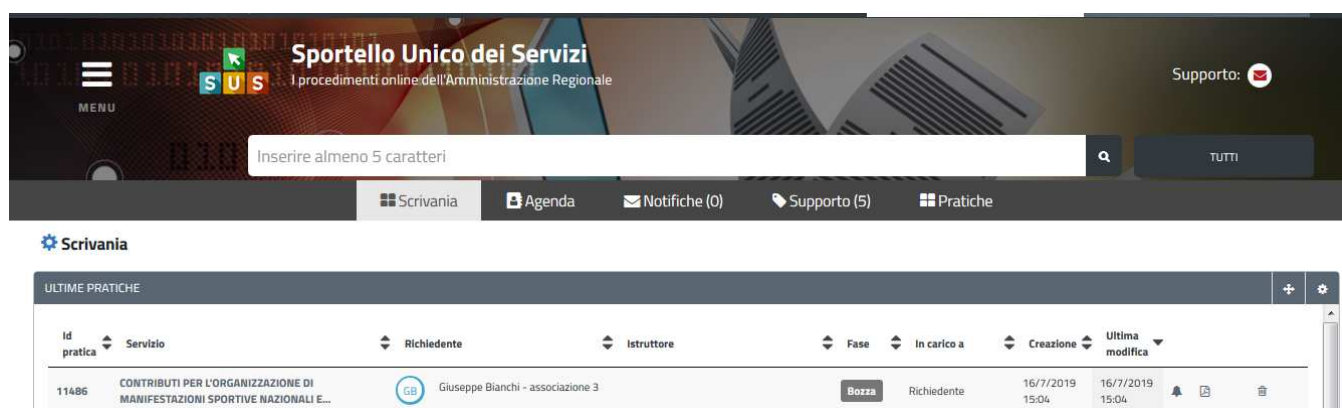 Sportello Unico dei Servizi
SUS
I procedimenti online dell'Amministrazione Regionale
Supporto:
MENU
Inserire almeno 5 caratteri
TUTTI
Scrivania
Agenda
Notifiche (0)
Supporto (5)
Pratiche
Scrivania
ULTIME PRATICHE
Id pratica
Servizio
Richiedente
Istruttore
Fase
In carico a
Creazione
Ultima modifica
11486
CONTRIBUTI PER L'ORGANIZZAZIONE DI
MANIFESTAZIONI SPORTIVE NAZIONALI E...
GB
Giuseppe Bianchi - associazione 3
Bozza
Richiedente
16/7/2019
15:04
16/7/2019
15:04